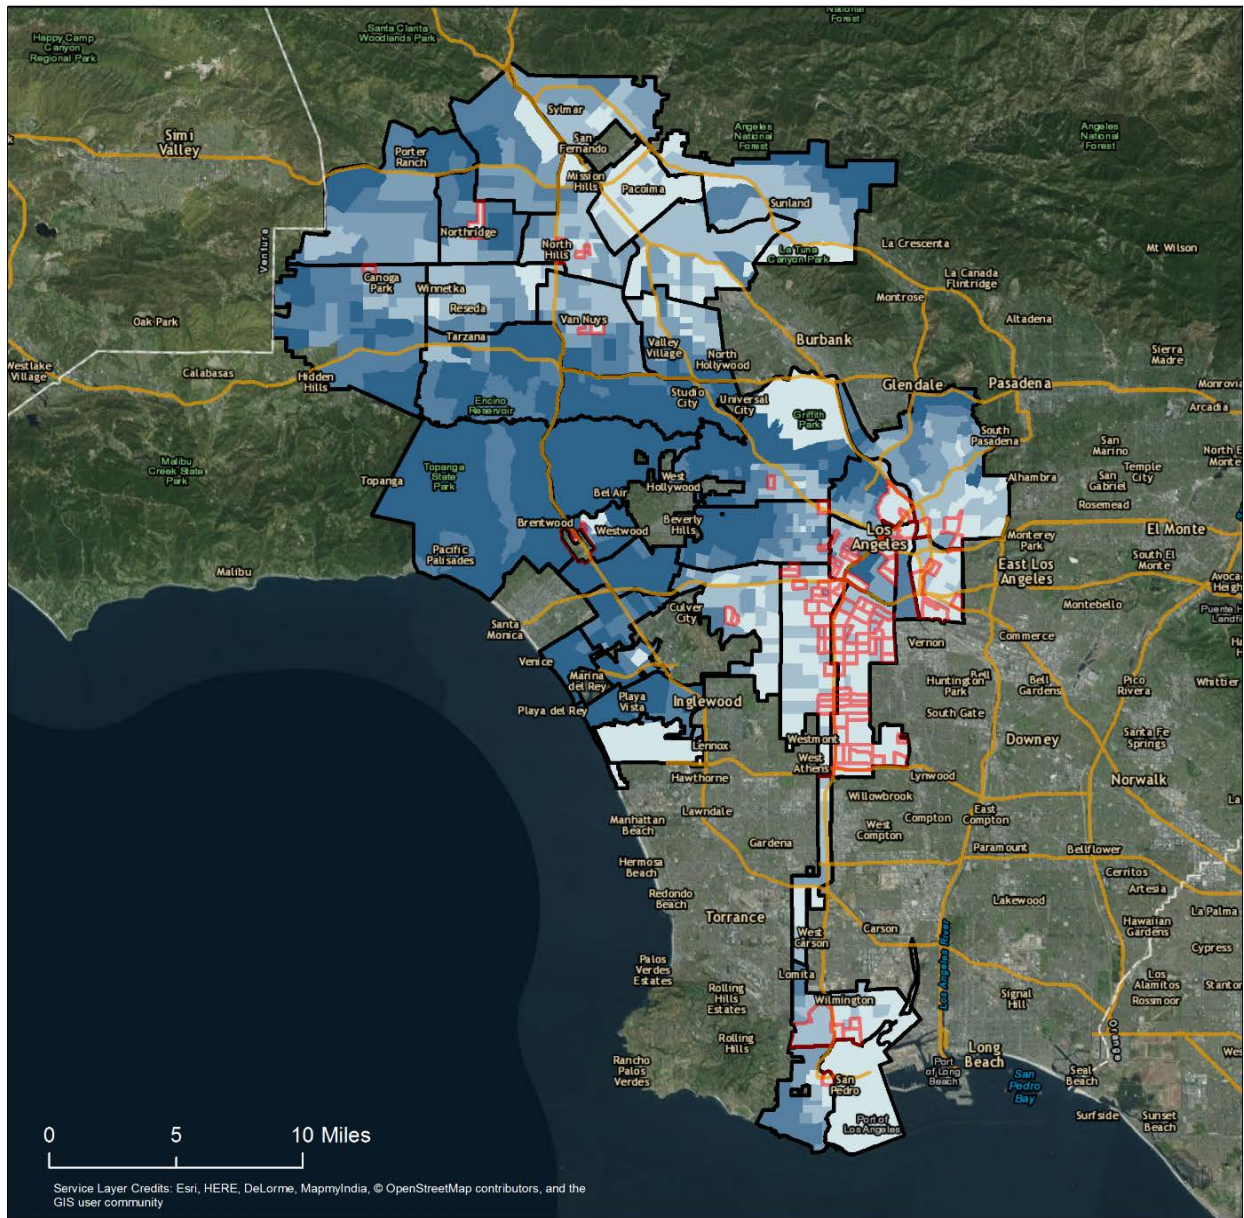 National
Forest
Santa Clarita
Woodlands Park
Happy Camp
Canyon
Regional Park
Sylmar
San
Fernando
Angeles
National
Forest
Angeles
National
Forest
Simi
Valley
Porter
Ranch
Mission
Hills
Pacoima
Sunland
Northridge
North
Hills
La Tuna
Canyon Park
La Crescenta
Mt Wilson
Ventura
Canoga
Park
Winnetka
Reseda
La Canada
Flintridge
Montrose
Altadena
Oak Park
Van Nuys
Tarzana
Valley
Village
North
Hollywood
Burbank
Sierra
Madre
Westlake
Village
Calabasas
Hidden
Hills
Studio
City
Universal
City
Glendale
Pasadena
Monrovia
Arcadia
Encino
Reservoir
Griffith
Park
South
Pasadena
San
Marino
North E
Monte
Malibu
Creek State
Park
Topanga
Topanga
State
Park
West
Hollywood
Bel Air
Alhambra
San
Gabriel
Temple
City
Rosemead
Brentwood
Westwood
Beverly
Hills
Los
Angeles
El Monte
Monterey
Park
Pacific
Palisades
East Los
Angeles
South El
Monte
Malibu
Avoca
Heigh
Montebello
Puente H
Landfil
Santa
Monica
Culver
City
Vernon
Commerce
Venice
Marina
del Rey
Playa
Vista
Playa del Rey
Inglewood
Huntington
Park
Bell
Bell
Gardens
Pico
Rivera
Whittier
South Gate
Westmont
Lennox
West
Athens
Downey
Santa Fe
Springs
Hawthorne
Lynwood
Norwalk
La
Willowbrook
Lawndale
Manhattan
Beach
West
Compton
Compton
East
Compton
Gardena
Paramount
Bellflower
Hermosa
Beach
Cerritos
Artesia
Redondo
Beach
Lakewood
La Palma
Torrance
West
Carson
Carson
Hawaiian
Gardens
Cypress
Los Angeles River
Palos
Verdes
Estates
Lomita
Los
Alamitos
Rossmoor
Stanton
Rolling
Hills
Estates
Wilmington
Signal
Hill
Orange
Rolling
Hills
Long
Beach
Wes
Rancho
Palos
Verdes
San
Pedro
Port
of Long
Beach
San
Pedro
Bay
Seal
Beach
Port of
Los Angeles
Surfside
Sunset
Beach
0 5 10 Miles
Service Layer Credits: Esri, HERE, DeLorme, MapmyIndia, © OpenStreetMap contributors, and the
GIS user community